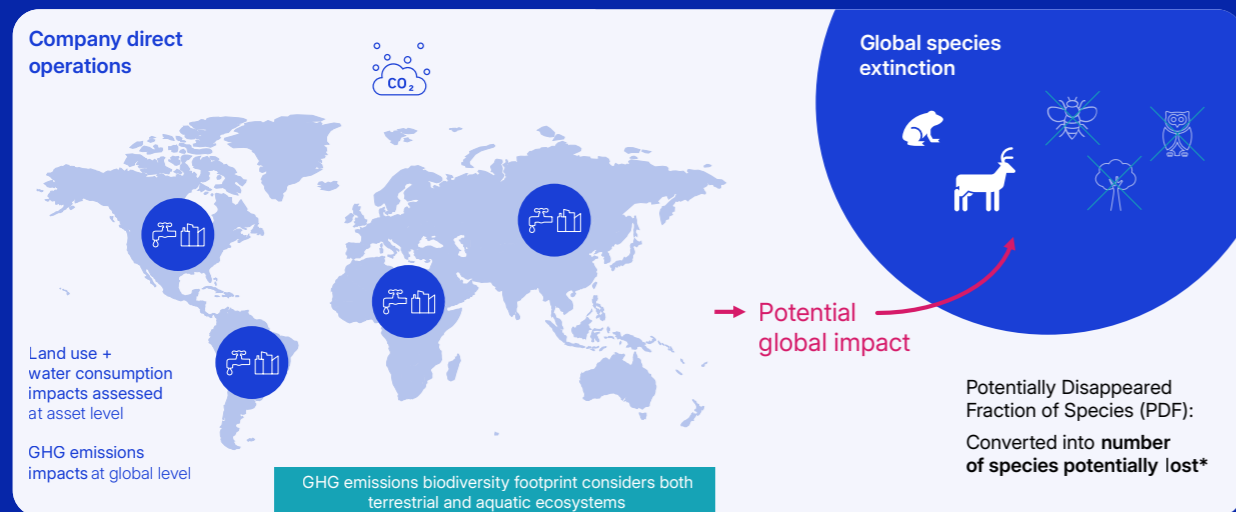 Company direct
operations
CO₂
Global species
extinction
Potential
global impact
Land use +
water consumption
impacts assessed
at asset level
GHG emissions
impacts at global level
Potentially Disappeared
Fraction of Species (PDF):
Converted into number
of species potentially lost*
GHG emissions biodiversity footprint considers both
terrestrial and aquatic ecosystems